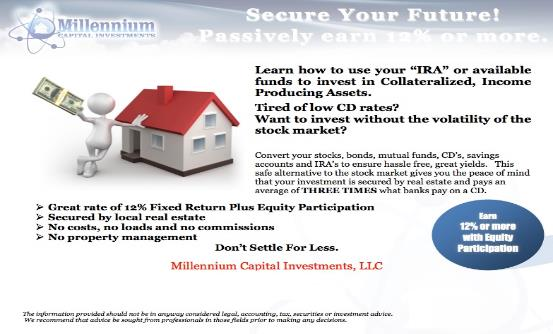 Millennium
CAPITAL INVESTMENTS
Secure Your Future!
Passively earn 12% or more.
Learn how to use your “IRA” or available
funds to invest in Collateralized, Income
Producing Assets.
Tired of low CD rates?
Want to invest without the volatility of the
stock market?
Convert your stocks, bonds, mutual funds, CD’s, savings
accounts and IRA’s to ensure hassle free, great yields. This
safe alternative to the stock market gives you the peace of mind
that your investment is secured by real estate and pays an
average of THREE TIMES what banks pay on a CD.
➢ Great rate of 12% Fixed Return Plus Equity Participation
➢ Secured by local real estate
➢ No costs, no loads and no commissions
➢ No property management
Don’t Settle For Less.
Millennium Capital Investments, LLC
Earn
12% or more
with Equity
Participation
The information provided should not be in anyway considered legal, accounting, tax, securities or investment advice.
We recommend that advice be sought from professionals in those fields prior to making any decisions.